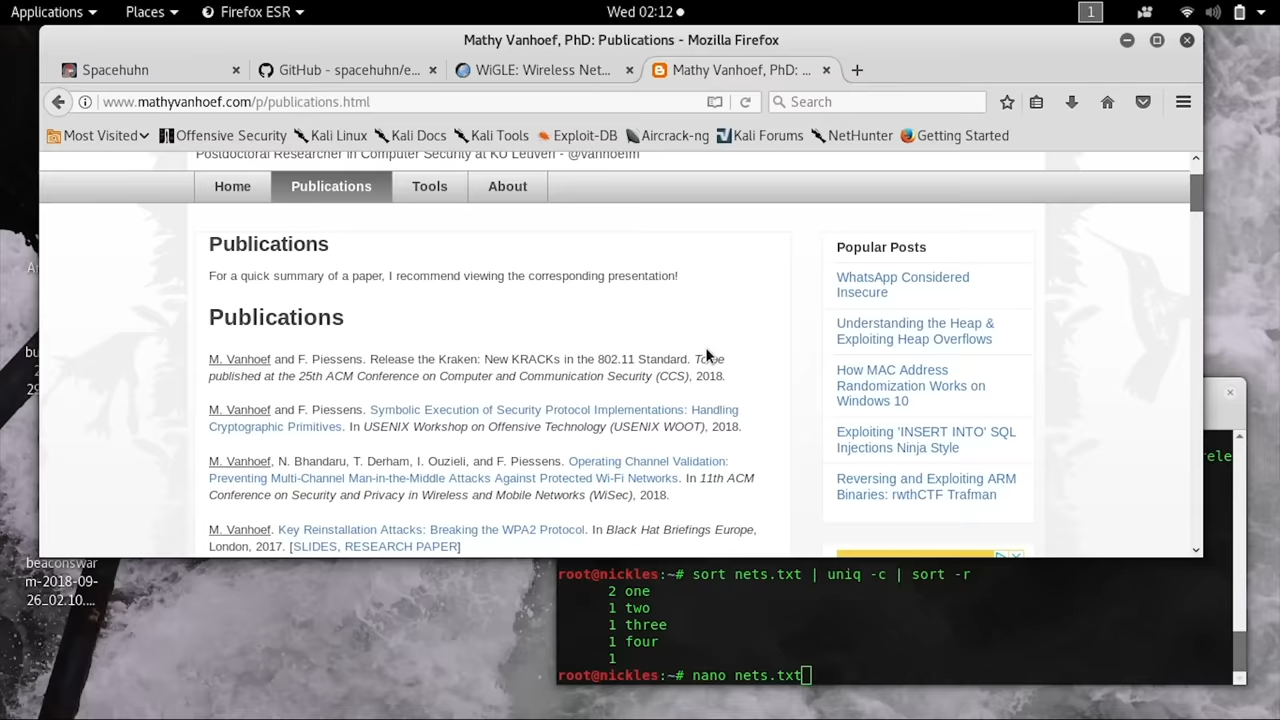 Applications Places Firefox ESR Wed 02:12 1
Mathy Vanhoef, PhD: Publications - Mozilla Firefox
Spacehuhn GitHub - spacehuhn/e... WiGLE: Wireless Net... Mathy Vanhoef, PhD: ...
www.mathyvanhoef.com/p/publications.html Search
Most Visited Offensive Security Kali Linux Kali Docs Kali Tools Exploit-DB Aircrack-ng Kali Forums NetHunter Getting Started
Postdoctoral Researcher in Computer Security at KU Leuven - @vanhoefm
Home Publications Tools About
Publications
For a quick summary of a paper, I recommend viewing the corresponding presentation!
Publications
M. Vanhoef and F. Piessens. Release the Kraken: New KRACKs in the 802.11 Standard. To be
published at the 25th ACM Conference on Computer and Communication Security (CCS), 2018.
M. Vanhoef and F. Piessens. Symbolic Execution of Security Protocol Implementations: Handling
Cryptographic Primitives. In USENIX Workshop on Offensive Technology (USENIX WOOT), 2018.
M. Vanhoef, N. Bhandaru, T. Derham, I. Ouzieli, and F. Piessens. Operating Channel Validation:
Preventing Multi-Channel Man-in-the-Middle Attacks Against Protected Wi-Fi Networks. In 11th ACM
Conference on Security and Privacy in Wireless and Mobile Networks (WiSec), 2018.
M. Vanhoef. Key Reinstallation Attacks: Breaking the WPA2 Protocol. In Black Hat Briefings Europe,
London, 2017. [SLIDES, RESEARCH PAPER]
Popular Posts
WhatsApp Considered
Insecure
Understanding the Heap &
Exploiting Heap Overflows
How MAC Address
Randomization Works on
Windows 10
Exploiting 'INSERT INTO' SQL
Injections Ninja Style
Reversing and Exploiting ARM
Binaries: rwthCTF Trafman
beaconswar
m-2018-09-
26_02.10....
root@nickles:~# sort nets.txt | uniq -c | sort -r
2 one
1 two
1 three
1 four
1
root@nickles:~# nano nets.txt